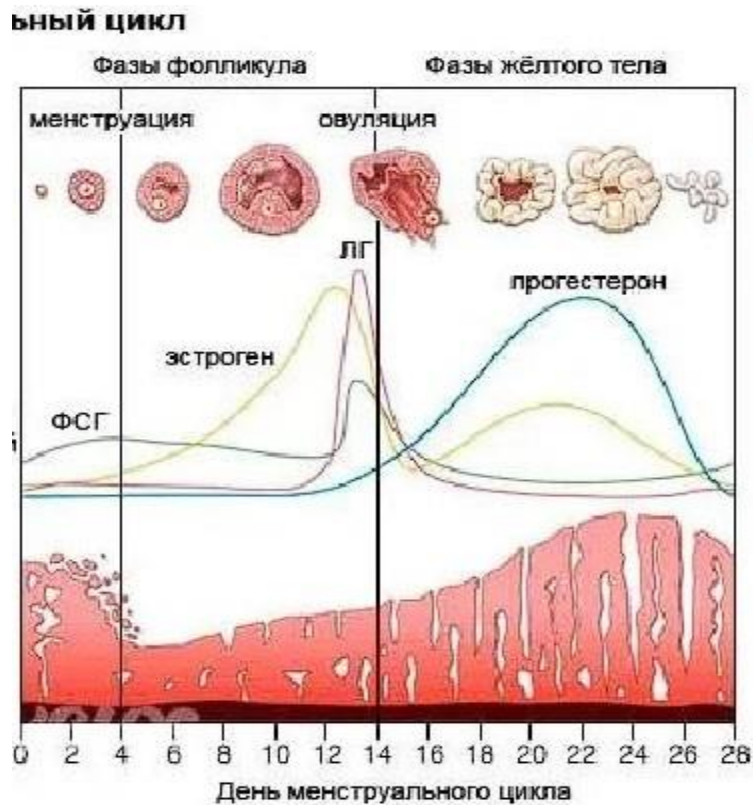 ьный цикл
Фазы фолликула Фазы жёлтого тела
менструация овуляция
ЛГ
прогестерон
эстроген
ФСГ
0 2 4 6 8 10 12 14 16 18 20 22 24 26 28
День менструального цикла